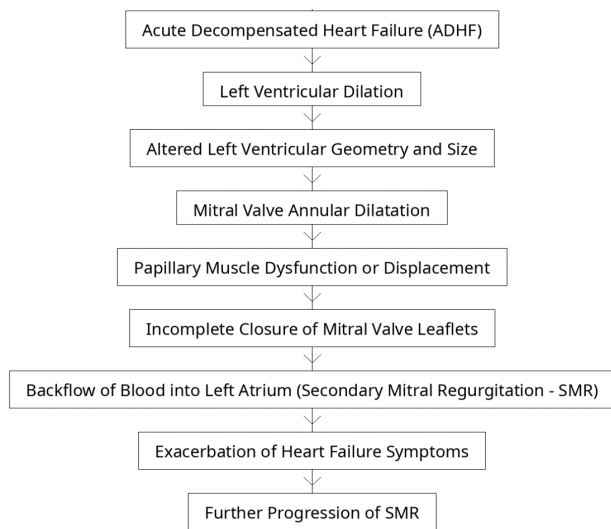 Acute Decompensated Heart Failure (ADHF)
Left Ventricular Dilation
Altered Left Ventricular Geometry and Size
Mitral Valve Annular Dilatation
Papillary Muscle Dysfunction or Displacement
Incomplete Closure of Mitral Valve Leaflets
Backflow of Blood into Left Atrium (Secondary Mitral Regurgitation - SMR)
Exacerbation of Heart Failure Symptoms
Further Progression of SMR